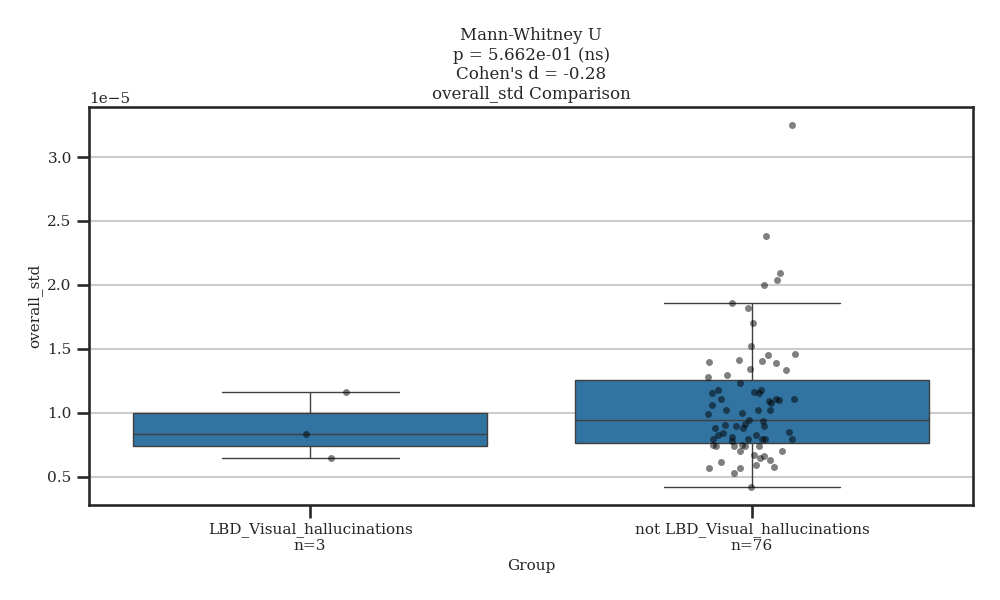 Mann-Whitney U
p = 5.662e-01 (ns)
Cohen's d = -0.28
overall_std Comparison
1e−5
3.0
2.5
2.0
1.5
1.0
0.5
overall_std
LBD_Visual_hallucinations
n=3
not LBD_Visual_hallucinations
n=76
Group